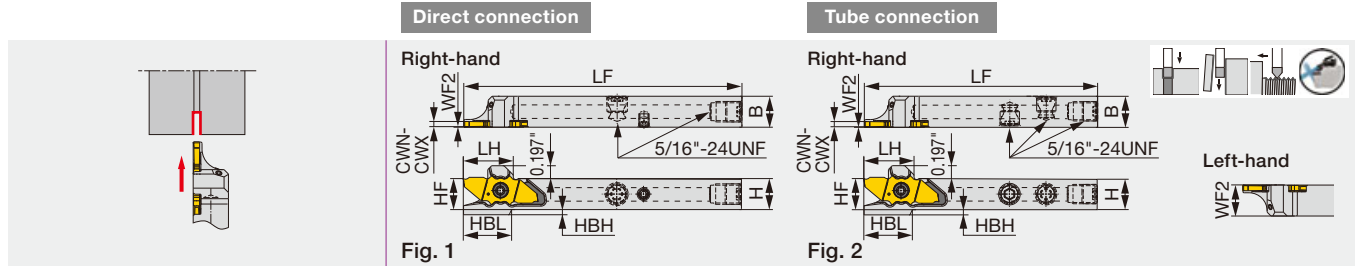 Direct connection
Tube connection
Right-hand
LF
WF2
B
CWN-
CWX
LH
0.197"
5/16"-24UNF
HF
H
HBL
HBH
Fig. 1
Right-hand
LF
WF2
B
CWN-
CWX
LH
0.197"
5/16"-24UNF
HF
H
HBL
HBH
Fig. 2
Left-hand
WF2